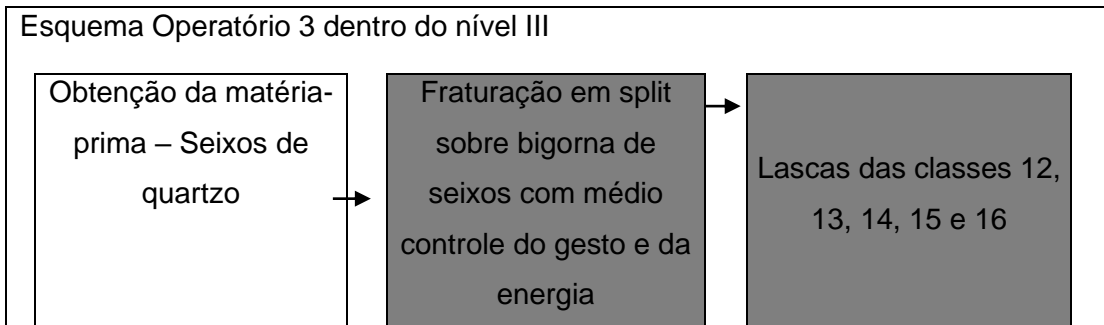 Esquema Operatório 3 dentro do nível III
Obtenção da matéria-
prima – Seixos de
quartzo
Fraturação em split
sobre bigorna de
seixos com médio
controle do gesto e da
energia
Lascas das classes 12,
13, 14, 15 e 16